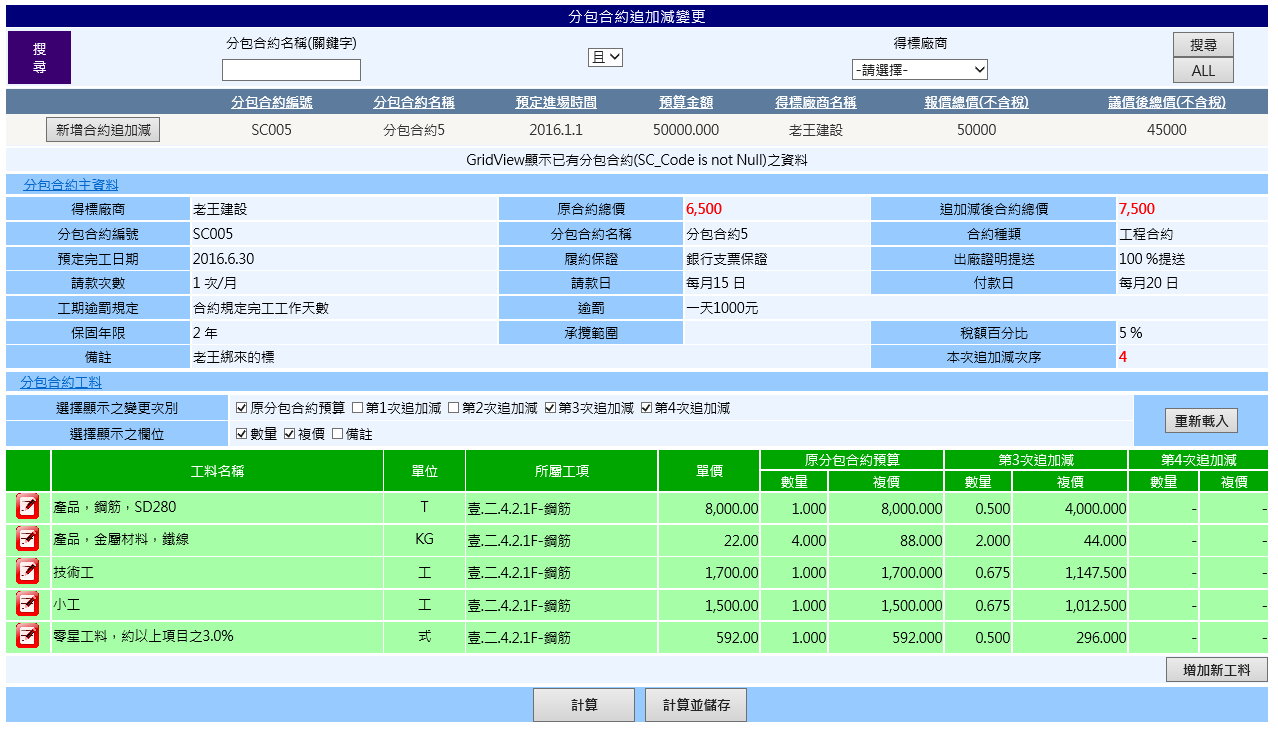 分包合約追加減變更
搜尋 分包合約名稱(關鍵字) 且 得標廠商 -請選擇- 搜尋 ALL
分包合約編號 分包合約名稱 預定進場時間 預算金額 得標廠商名稱 報價總價(不含稅) 議價後總價(不含稅)
新增合約追加減 SC005 分包合約5 2016.1.1 50000.000 老王建設 50000 45000
GridView顯示已有分包合約(SC_Code is not Null)之資料
分包合約主資料
得標廠商 老王建設 原合約總價 6,500 追加減後合約總價 7,500
分包合約編號 SC005 分包合約名稱 分包合約5 合約種類 工程合約
預定完工日期 2016.6.30 履約保證 銀行支票保證 出廠證明提送 100 %提送
請款次數 1 次/月 請款日 每月15 日 付款日 每月20 日
工期逾罰規定 合約規定完工工作天數 逾罰 一天1000元
保固年限 2 年 承攬範圍 稅額百分比 5 %
備註 老王綁來的標 本次追加減次序 4
分包合約工料
選擇顯示之變更次別 原分包合約預算 第1次追加減 第2次追加減 第3次追加減 第4次追加減 重新載入
選擇顯示之欄位 數量 複價 備註
工料名稱 單位 所屬工項 單價 原分包合約預算 第3次追加減 第4次追加減
數量 複價 數量 複價 數量 複價
產品，鋼筋，SD280 T 壹.二.4.2.1F-鋼筋 8,000.00 1.000 8,000.000 0.500 4,000.000 - -
產品，金屬材料，鐵線 KG 壹.二.4.2.1F-鋼筋 22.00 4.000 88.000 2.000 44.000 - -
技術工 工 壹.二.4.2.1F-鋼筋 1,700.00 1.000 1,700.000 0.675 1,147.500 - -
小工 工 壹.二.4.2.1F-鋼筋 1,500.00 1.000 1,500.000 0.675 1,012.500 - -
零星工料，約以上項目之3.0% 式 壹.二.4.2.1F-鋼筋 592.00 1.000 592.000 0.500 296.000 - -
增加新工料
計算 計算並儲存